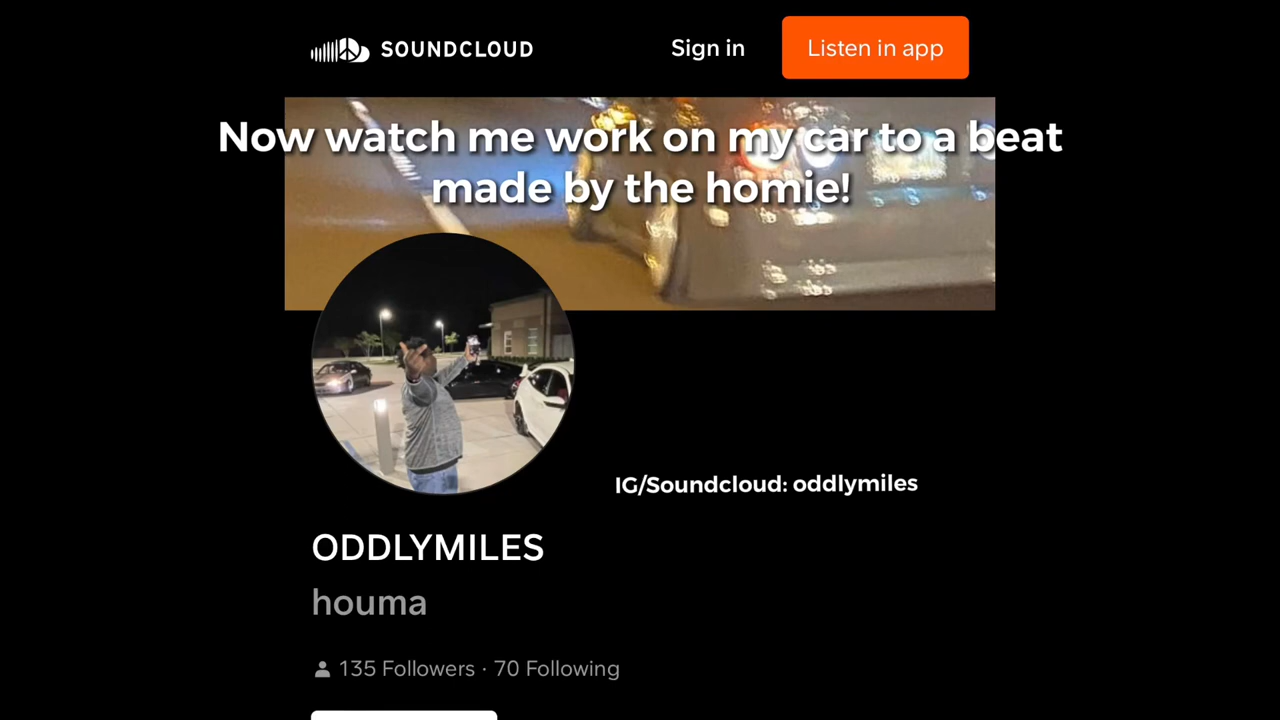 SOUNDCLOUD
Sign in
Listen in app
Now watch me work on my car to a beat
made by the homie!
IG/Soundcloud: oddlymiles
ODDLYMILES
houma
135 Followers · 70 Following